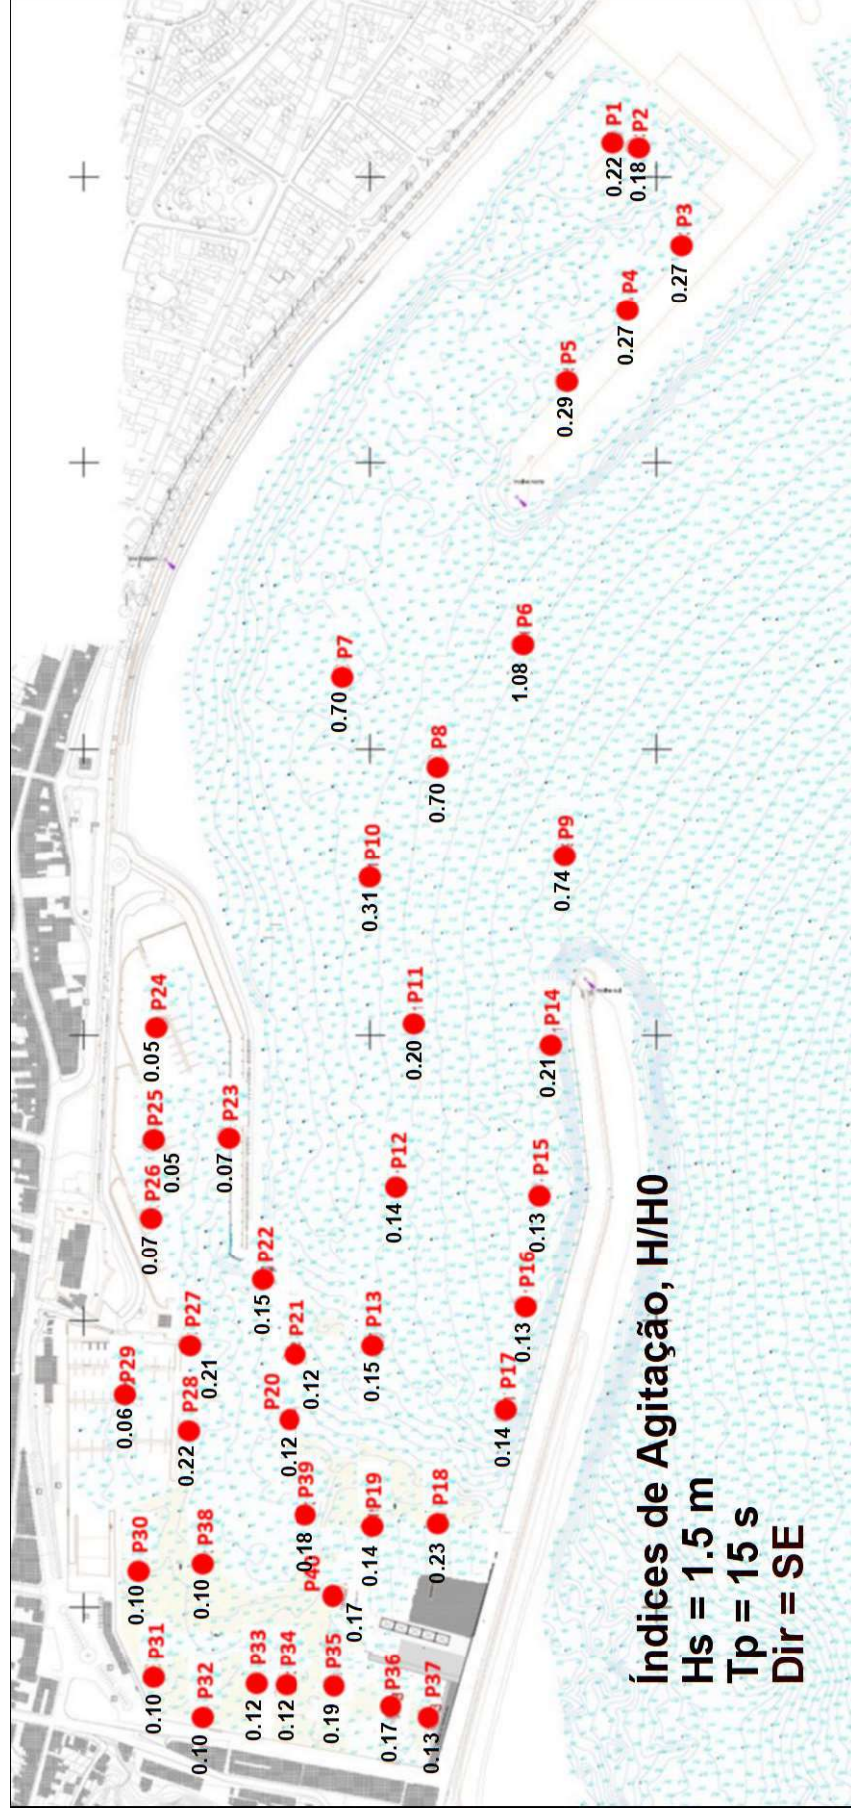 P1
0.22
P2
0.18
P3
0.27
P4
0.27
P5
0.29
P6
1.08
P7
0.70
P8
0.70
P9
0.74
P10
0.31
P11
0.20
P12
0.14
P13
0.15
P14
0.21
P15
0.13
P16
0.13
P17
0.14
P18
0.23
P19
0.14
P20
0.12
P21
0.12
P22
0.15
P23
0.07
P24
0.05
P25
0.05
P26
0.07
P27
0.21
P28
0.22
P29
0.06
P30
0.10
P31
0.10
P32
0.10
P33
0.12
P34
0.12
P35
0.19
P36
0.17
P37
0.13
P38
0.10
P39
0.18
P40
0.17
Índices de Agitação, H/H0
Hs = 1.5 m
Tp = 15 s
Dir = SE